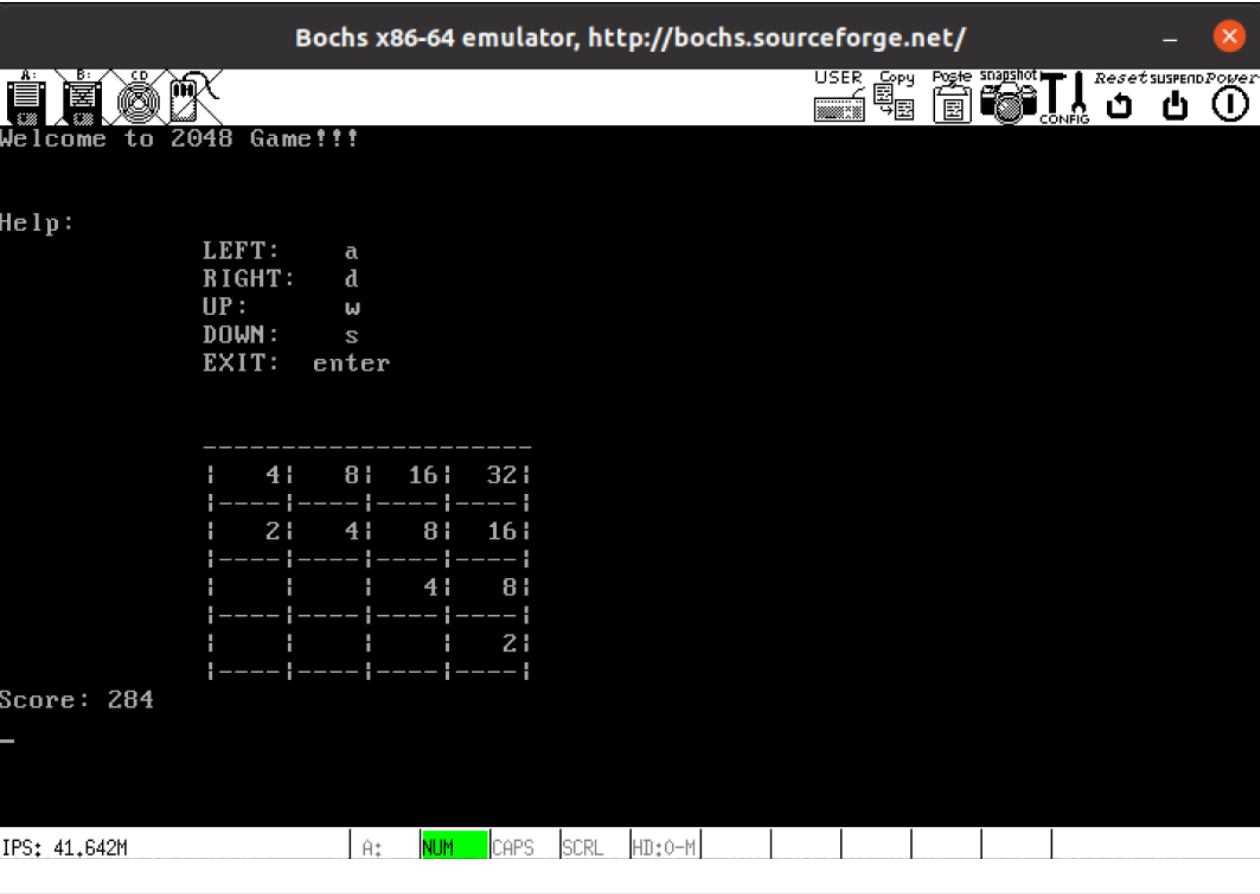 Bochs x86-64 emulator, http://bochs.sourceforge.net/
A: B: CD USER Copy Paste snapshot CONFIG Reset SUSPEND Power
Welcome to 2048 Game!!!
Help:
LEFT: a
RIGHT: d
UP: w
DOWN: s
EXIT: enter
---------------------
| 4| 8| 16| 32|
|----|----|----|----|
| 2| 4| 8| 16|
|----|----|----|----|
| | | 4| 8|
|----|----|----|----|
| | | | 2|
|----|----|----|----|
Score: 284
_
IPS: 41.642M A: NUM CAPS SCRL HD:0-M